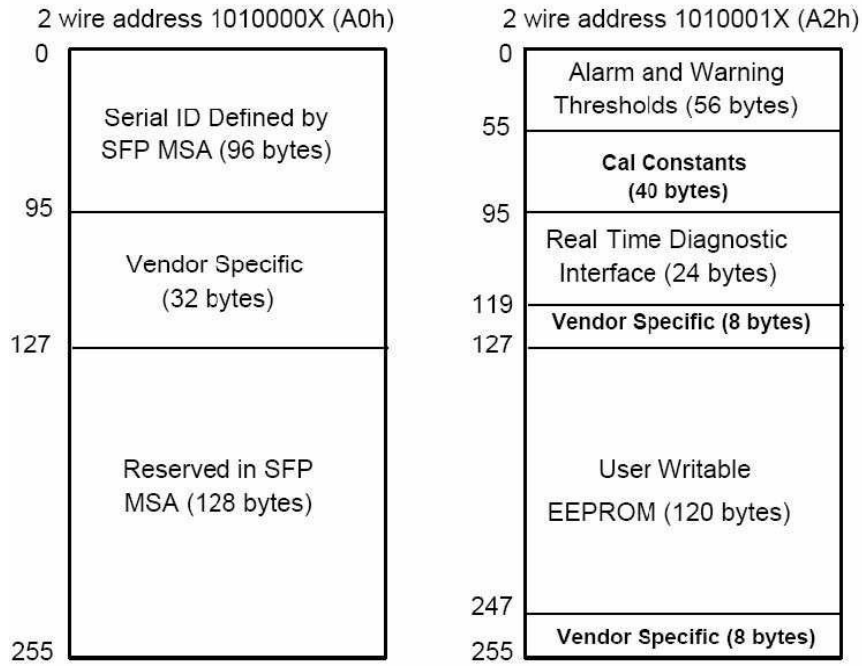 2 wire address 1010000X (A0h)
0
Serial ID Defined by
SFP MSA (96 bytes)
95
Vendor Specific
(32 bytes)
127
Reserved in SFP
MSA (128 bytes)
255
2 wire address 1010001X (A2h)
0
Alarm and Warning
Thresholds (56 bytes)
55
Cal Constants
(40 bytes)
95
Real Time Diagnostic
Interface (24 bytes)
119
Vendor Specific (8 bytes)
127
User Writable
EEPROM (120 bytes)
247
Vendor Specific (8 bytes)
255